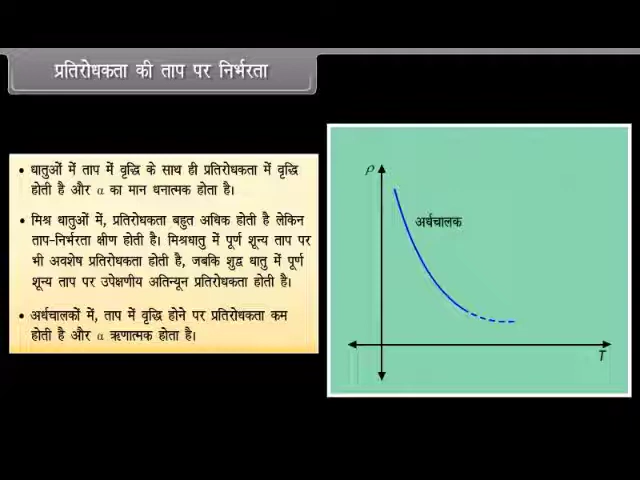 प्रतिरोधकता की ताप पर निर्भरता
• धातुओं में ताप में वृद्धि के साथ ही प्रतिरोधकता में वृद्धि
होती है और α का मान धनात्मक होता है।
• मिश्र धातुओं में, प्रतिरोधकता बहुत अधिक होती है लेकिन
ताप-निर्भरता क्षीण होती है। मिश्रधातु में पूर्ण शून्य ताप पर
भी अवशेष प्रतिरोधकता होती है, जबकि शुद्ध धातु में पूर्ण
शून्य ताप पर उपेक्षणीय अतिन्यून प्रतिरोधकता होती है।
• अर्धचालकों में, ताप में वृद्धि होने पर प्रतिरोधकता कम
होती है और α ऋणात्मक होता है।
ρ
अर्धचालक
T